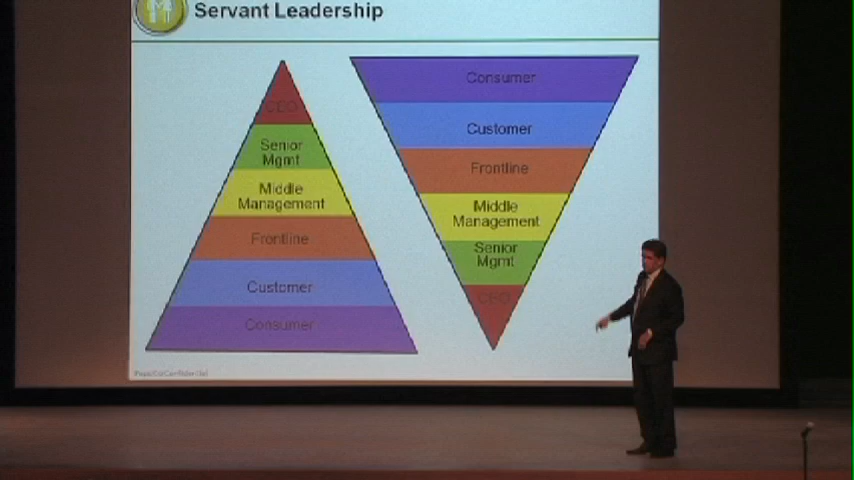 Servant Leadership
CEO
Senior
Mgmt
Middle
Management
Frontline
Customer
Consumer
Consumer
Customer
Frontline
Middle
Management
Senior
Mgmt
CEO